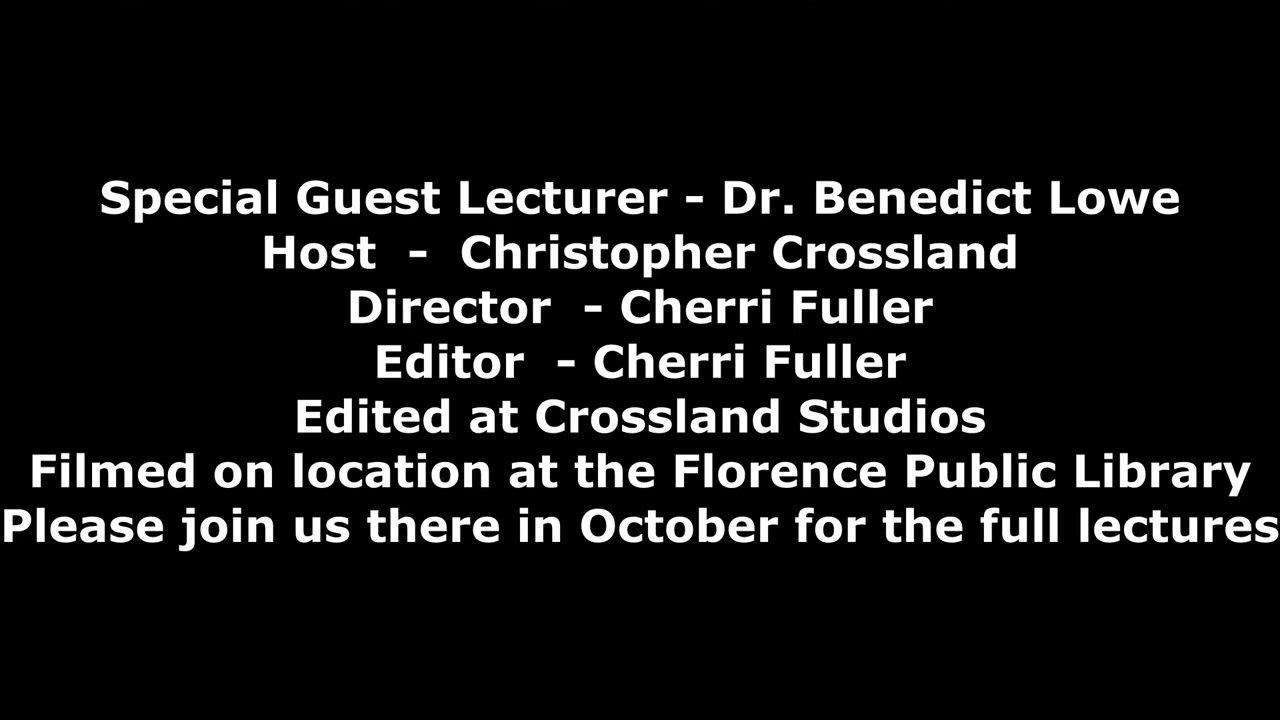 Special Guest Lecturer - Dr. Benedict Lowe
Host - Christopher Crossland
Director - Cherri Fuller
Editor - Cherri Fuller
Edited at Crossland Studios
Filmed on location at the Florence Public Library
Please join us there in October for the full lectures